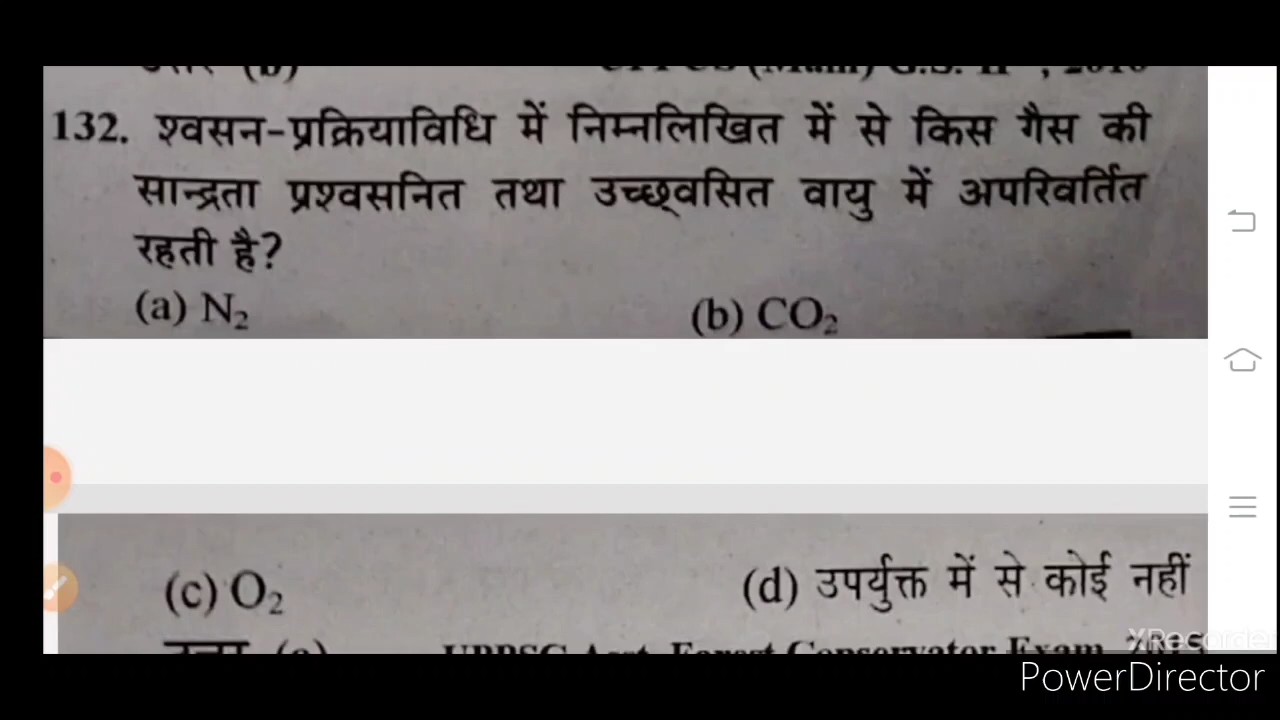 132. श्वसन-प्रक्रियाविधि में निम्नलिखित में से किस गैस की
सान्द्रता प्रश्वसनित तथा उच्छ्वसित वायु में अपरिवर्तित
रहती है?
(a) N₂ (b) CO₂
(c) O₂ (d) उपर्युक्त में से कोई नहीं
XRecorder
PowerDirector